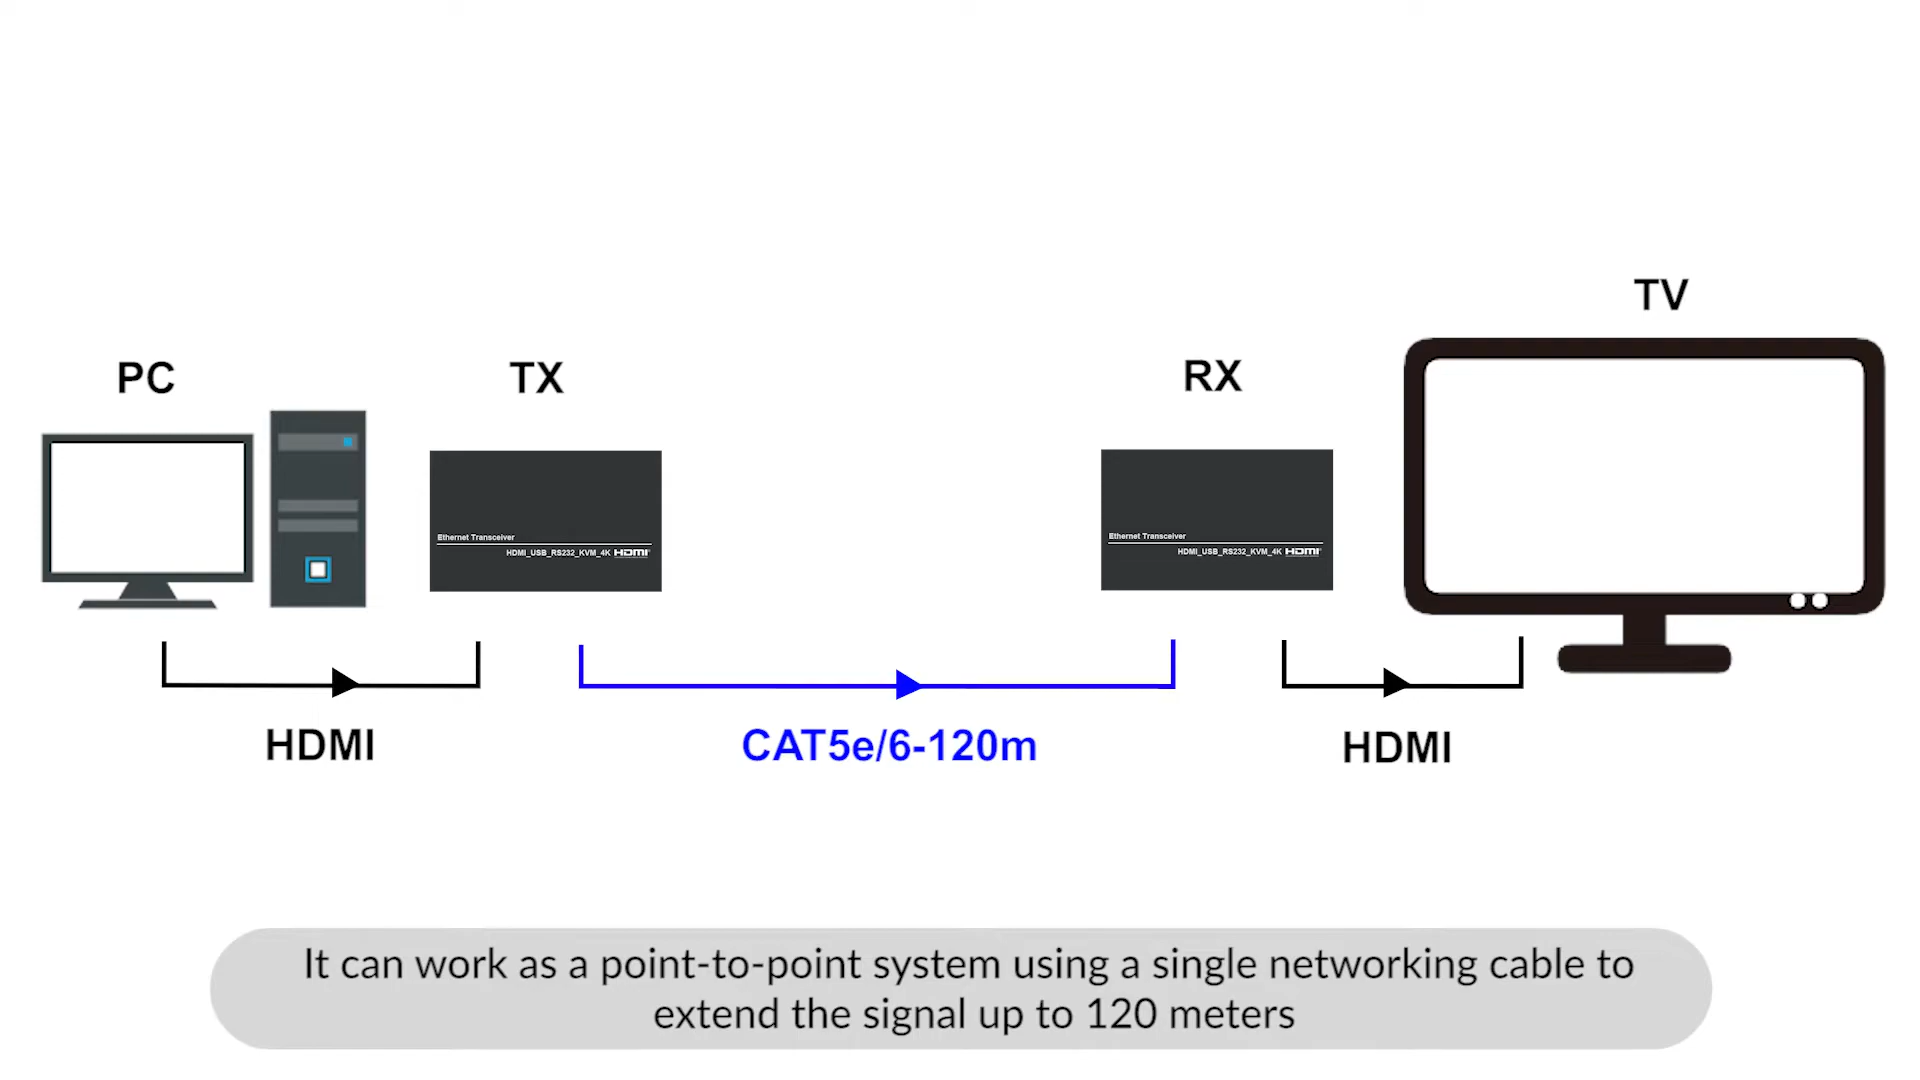 TV
PC
TX
RX
Ethernet Transceiver
HDMI_USB_RS232_KVM_4K HDMI
Ethernet Transceiver
HDMI_USB_RS232_KVM_4K HDMI
HDMI
CAT5e/6-120m
HDMI
It can work as a point-to-point system using a single networking cable to
extend the signal up to 120 meters